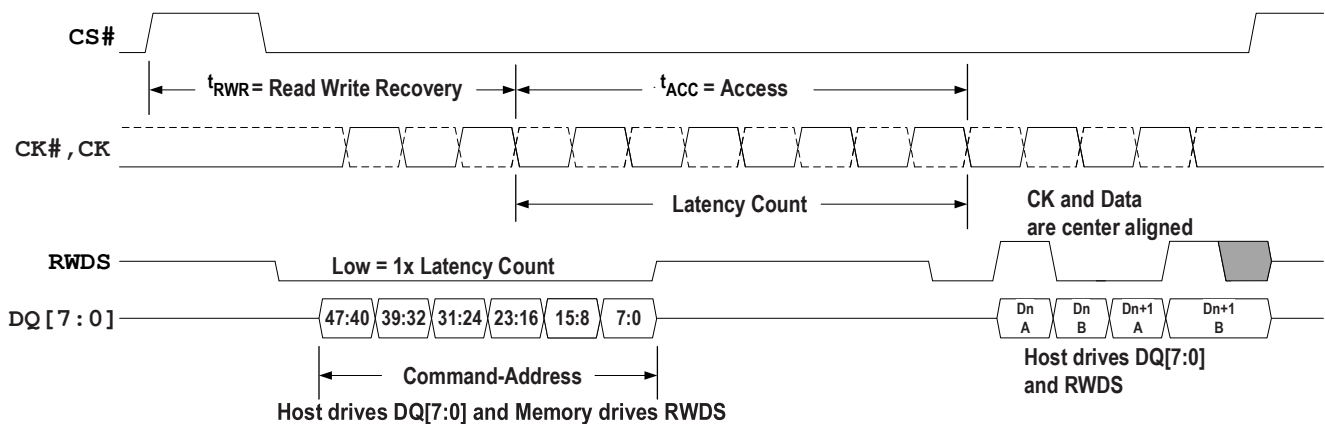 CS#
tRWR = Read Write Recovery
tACC = Access
CK#,CK
Latency Count
CK and Data
are center aligned
RWDS
Low = 1x Latency Count
DQ[7:0]
47:40 39:32 31:24 23:16 15:8 7:0
Dn Dn Dn+1 Dn+1
A B A B
Command-Address
Host drives DQ[7:0]
and RWDS
Host drives DQ[7:0] and Memory drives RWDS